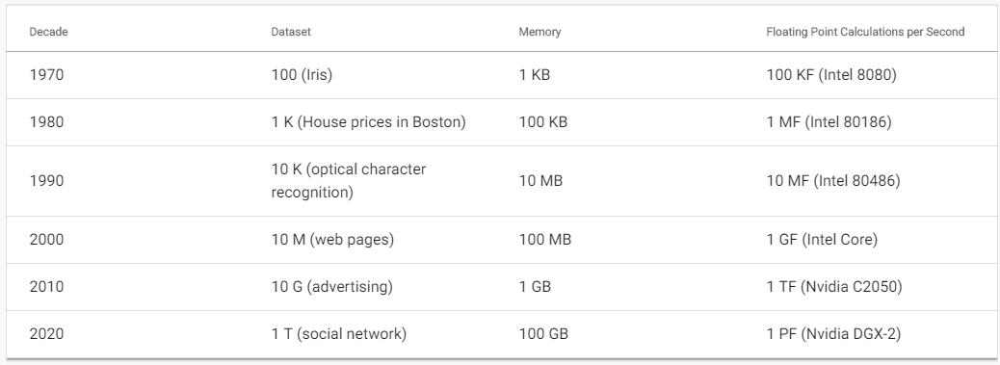 Decade Dataset Memory Floating Point Calculations per Second
1970 100 (Iris) 1 KB 100 KF (Intel 8080)
1980 1 K (House prices in Boston) 100 KB 1 MF (Intel 80186)
1990 10 K (optical character recognition) 10 MB 10 MF (Intel 80486)
2000 10 M (web pages) 100 MB 1 GF (Intel Core)
2010 10 G (advertising) 1 GB 1 TF (Nvidia C2050)
2020 1 T (social network) 100 GB 1 PF (Nvidia DGX-2)